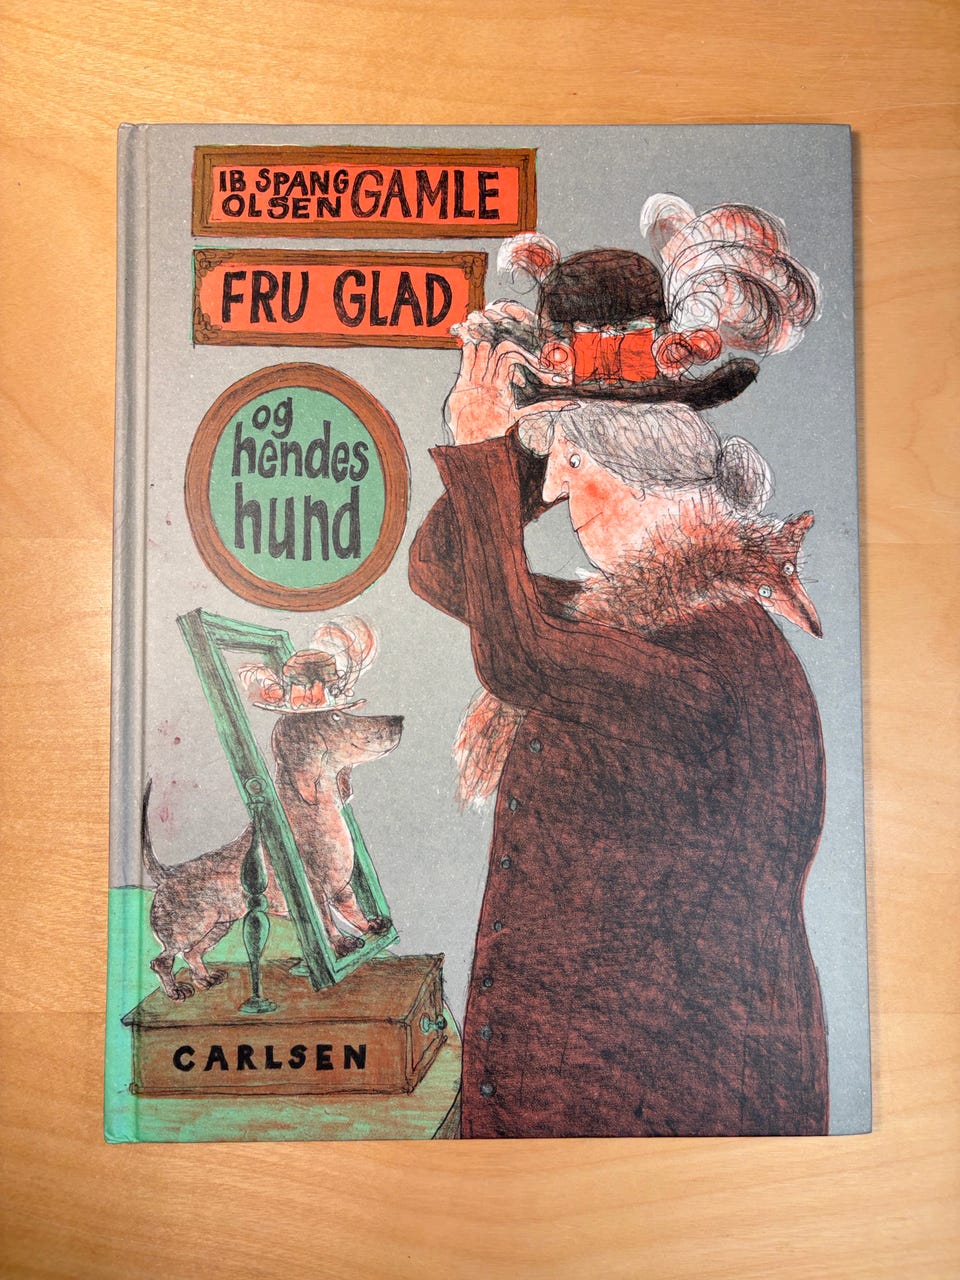 IB SPANG
OLSEN
GAMLE
FRU GLAD
og
hendes
hund
CARLSEN